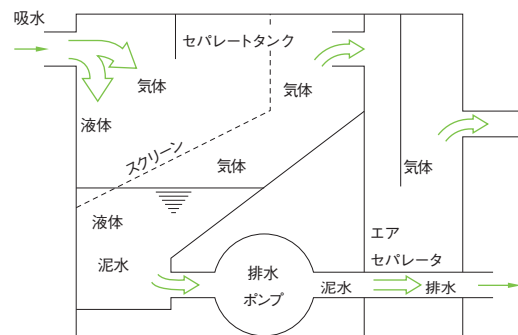 吸水
セパレートタンク
気体
気体
液体
スクリーン
気体
気体
液体
泥水
エア
セパレータ
排水
ポンプ
泥水
排水